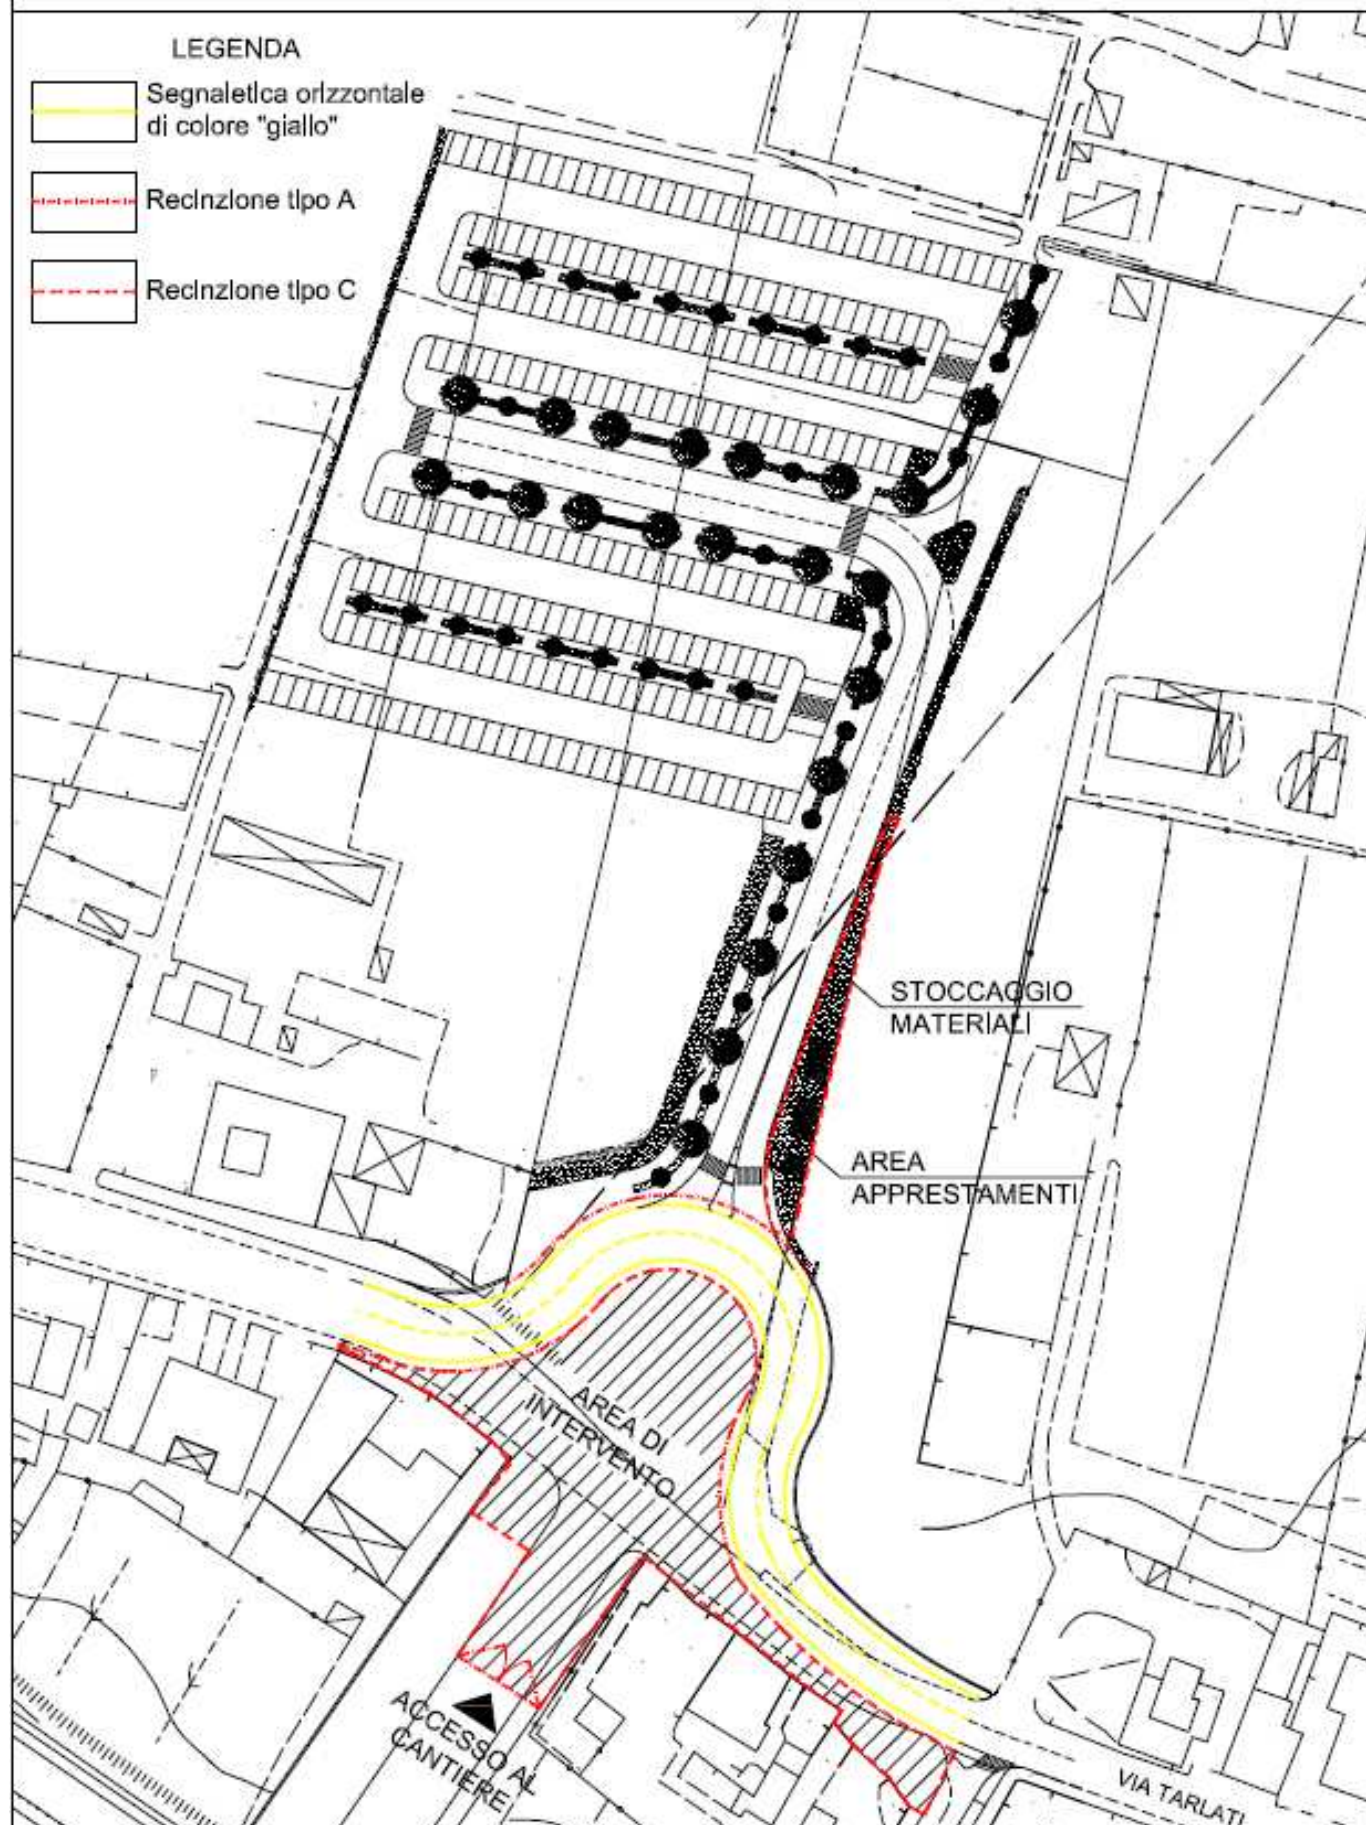 LEGENDA
Segnaletica orizzontale
di colore "giallo"
Recinzione tipo A
Recinzione tipo C
STOCCAGGIO
MATERIALI
AREA
APPRESTAMENTI
AREA DI
INTERVENTO
ACCESSO AL
CANTIERE
VIA TARLATI